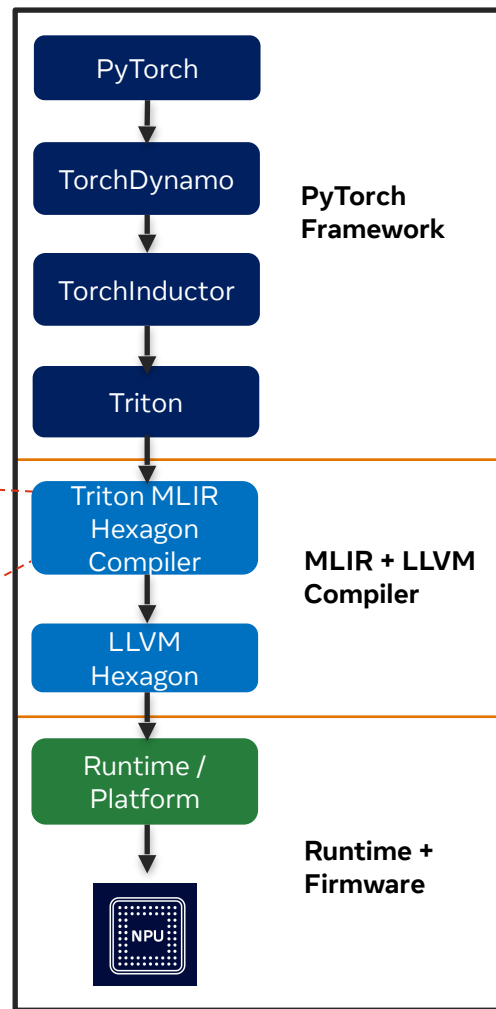 PyTorch
TorchDynamo
PyTorch
Framework
TorchInductor
Triton
Triton MLIR
Hexagon
Compiler
MLIR + LLVM
Compiler
LLVM
Hexagon
Runtime /
Platform
Runtime +
Firmware
NPU